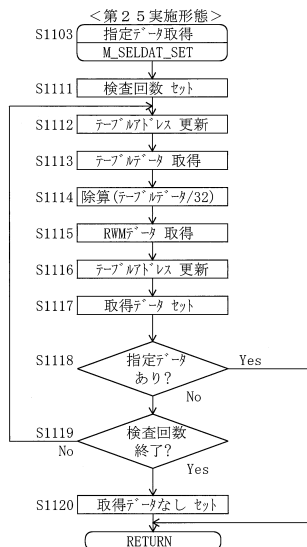 ＜第２５実施形態＞
S1103 指定データ取得
M_SELDAT_SET
S1111 検査回数 セット
S1112 テーブルアドレス 更新
S1113 テーブルデータ 取得
S1114 除算(テーブルデータ/32)
S1115 RWMデータ 取得
S1116 テーブルアドレス 更新
S1117 取得データ セット
S1118 指定データ Yes
あり?
No
S1119 検査回数
No 終了?
Yes
S1120 取得データなし セット
RETURN